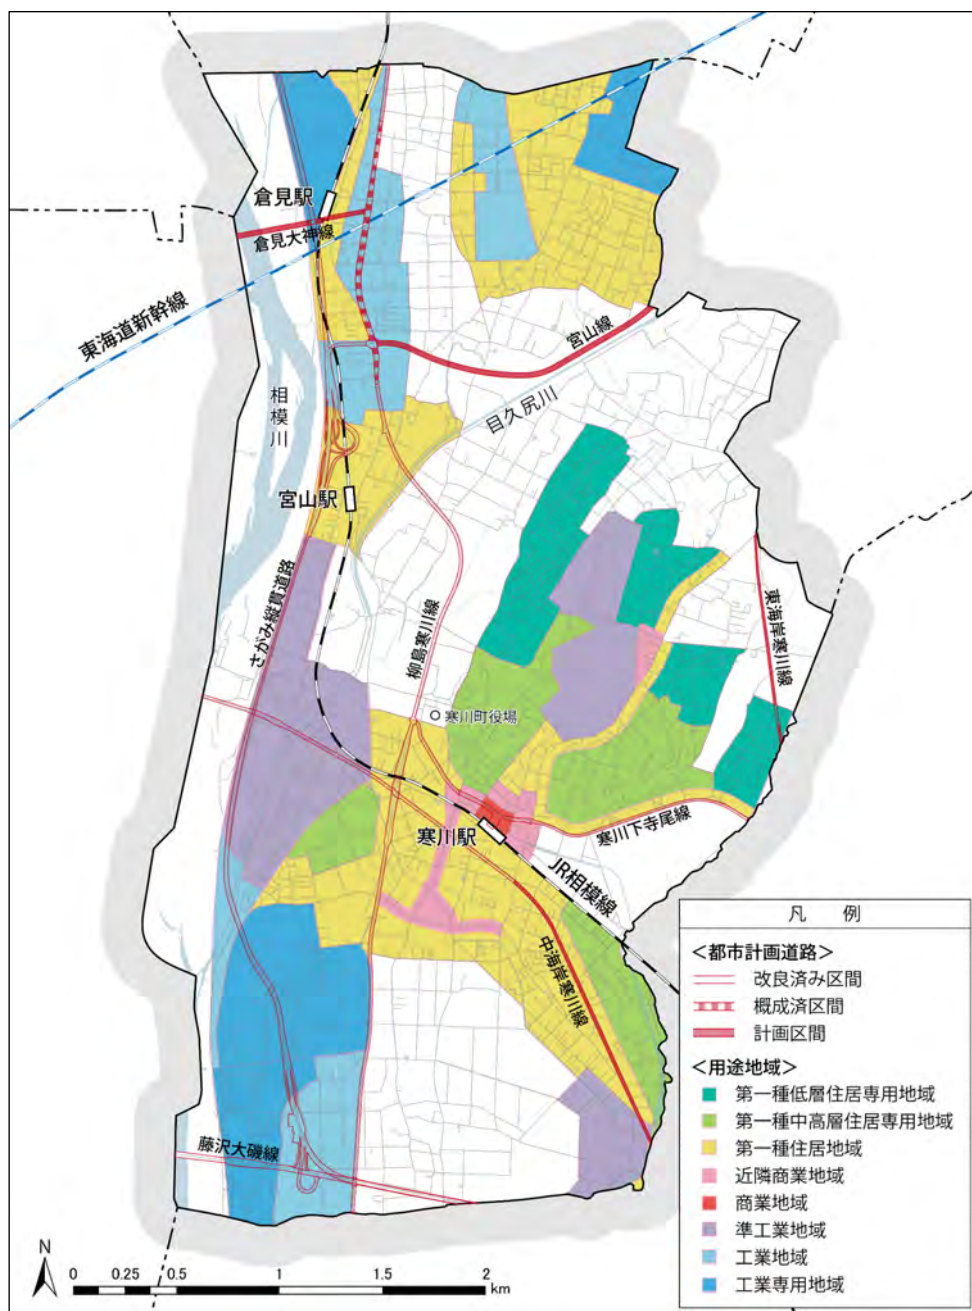 倉見駅
倉見大神線
東海道新幹線
宮山線
目久尻川
相模川
宮山駅
さがみ縦貫道路
柳島寒川線
東海岸寒川線
寒川町役場
寒川駅
寒川下寺尾線
JR相模線
中海岸寒川線
藤沢大磯線
凡　例
＜都市計画道路＞
改良済み区間
概成済区間
計画区間
＜用途地域＞
第一種低層住居専用地域
第一種中高層住居専用地域
第一種住居地域
近隣商業地域
商業地域
準工業地域
工業地域
工業専用地域
N
0 0.25 0.5 1 1.5 2
km